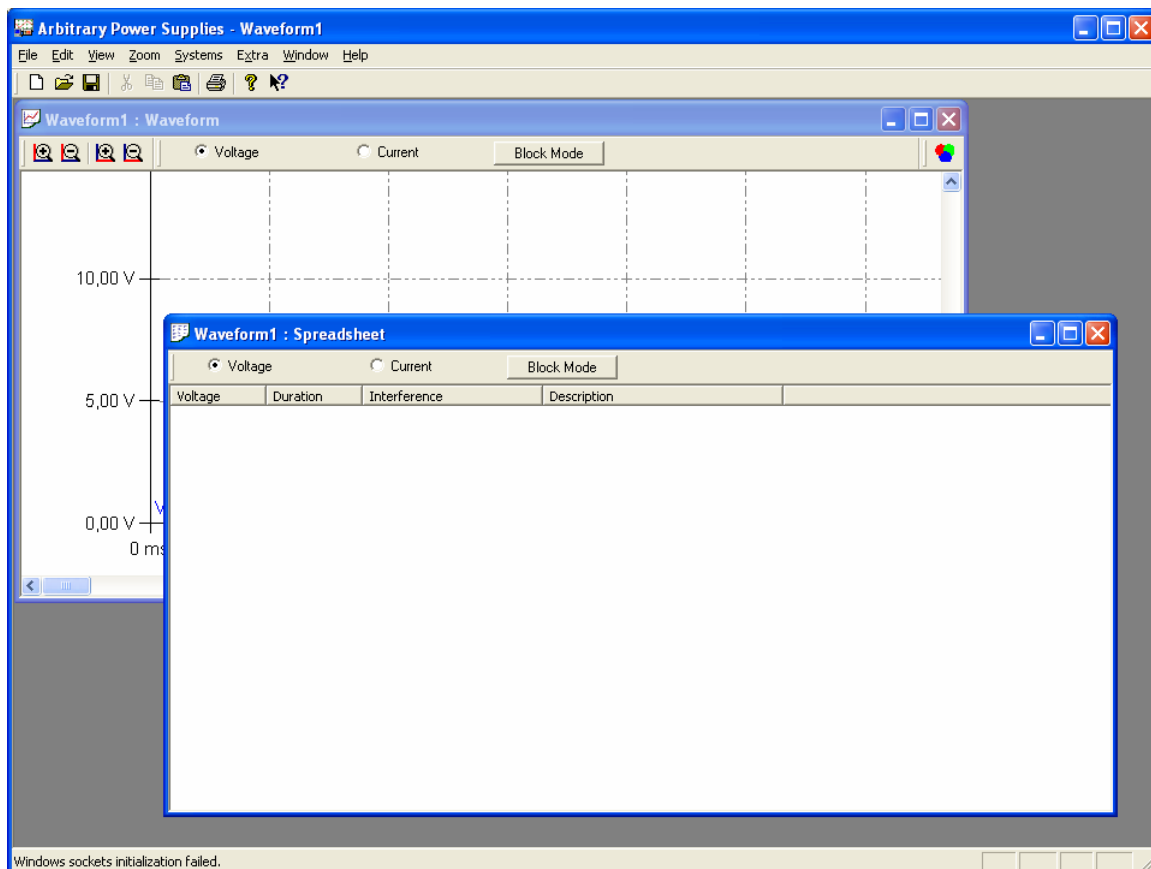 Arbitrary Power Supplies - Waveform1
File Edit View Zoom Systems Extra Window Help
Waveform1 : Waveform
Voltage Current Block Mode
10,00 V
5,00 V
0,00 V
0 ms
Waveform1 : Spreadsheet
Voltage Current Block Mode
Voltage Duration Interference Description
Windows sockets initialization failed.